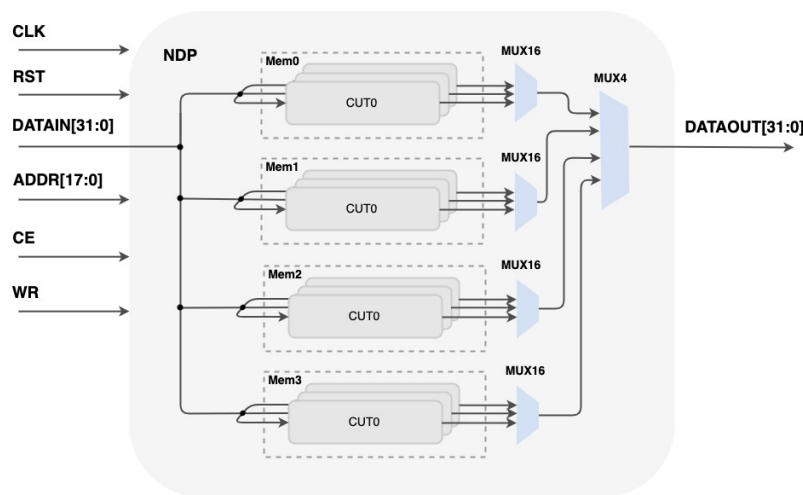 CLK
RST
DATAIN[31:0]
ADDR[17:0]
CE
WR
NDP
Mem0
CUT0
MUX16
MUX4
DATAOUT[31:0]
Mem1
CUT0
MUX16
Mem2
CUT0
MUX16
Mem3
CUT0
MUX16